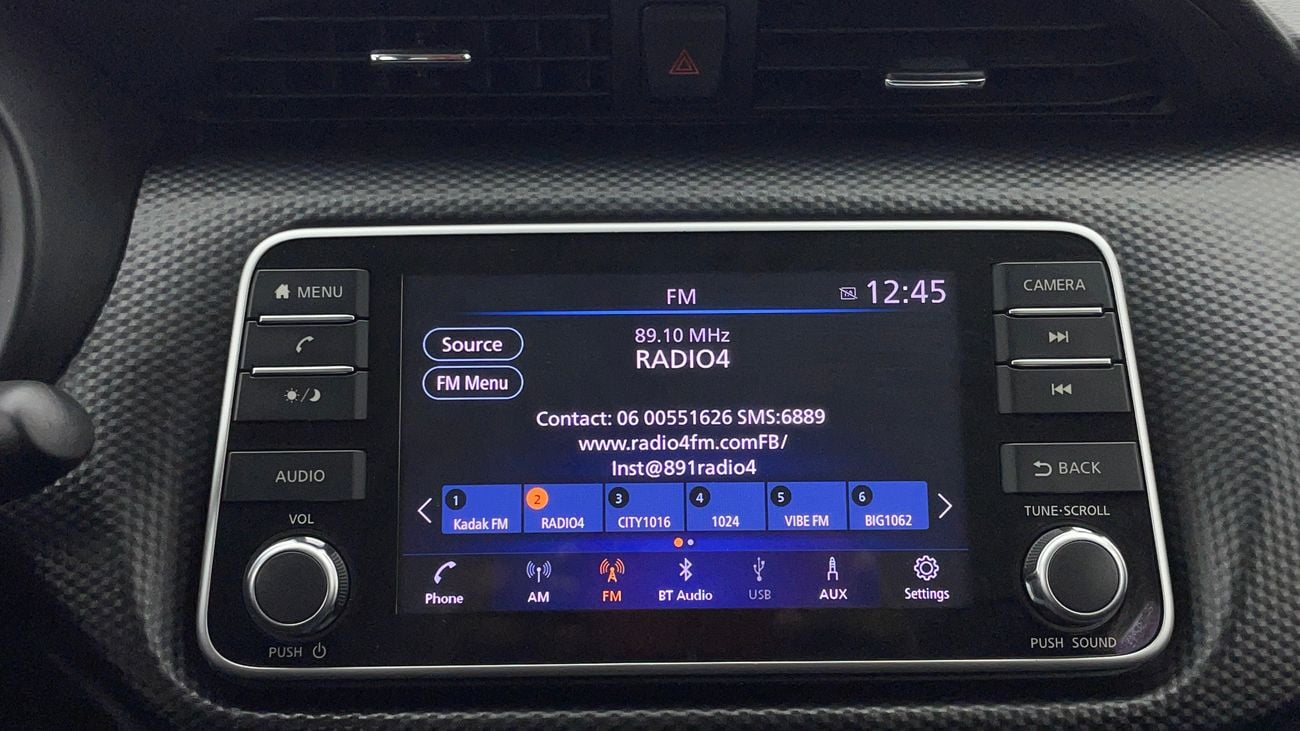 MENU
AUDIO
VOL
PUSH
FM
TA
12:45
Source
89.10 MHz
RADIO4
FM Menu
Contact: 06 00551626 SMS:6889
www.radio4fm.comFB/
Inst@891radio4
1 Kadak FM
2 RADIO4
3 CITY1016
4 1024
5 VIBE FM
6 BIG1062
Phone
AM
FM
BT Audio
USB
AUX
Settings
CAMERA
BACK
TUNE·SCROLL
PUSH SOUND